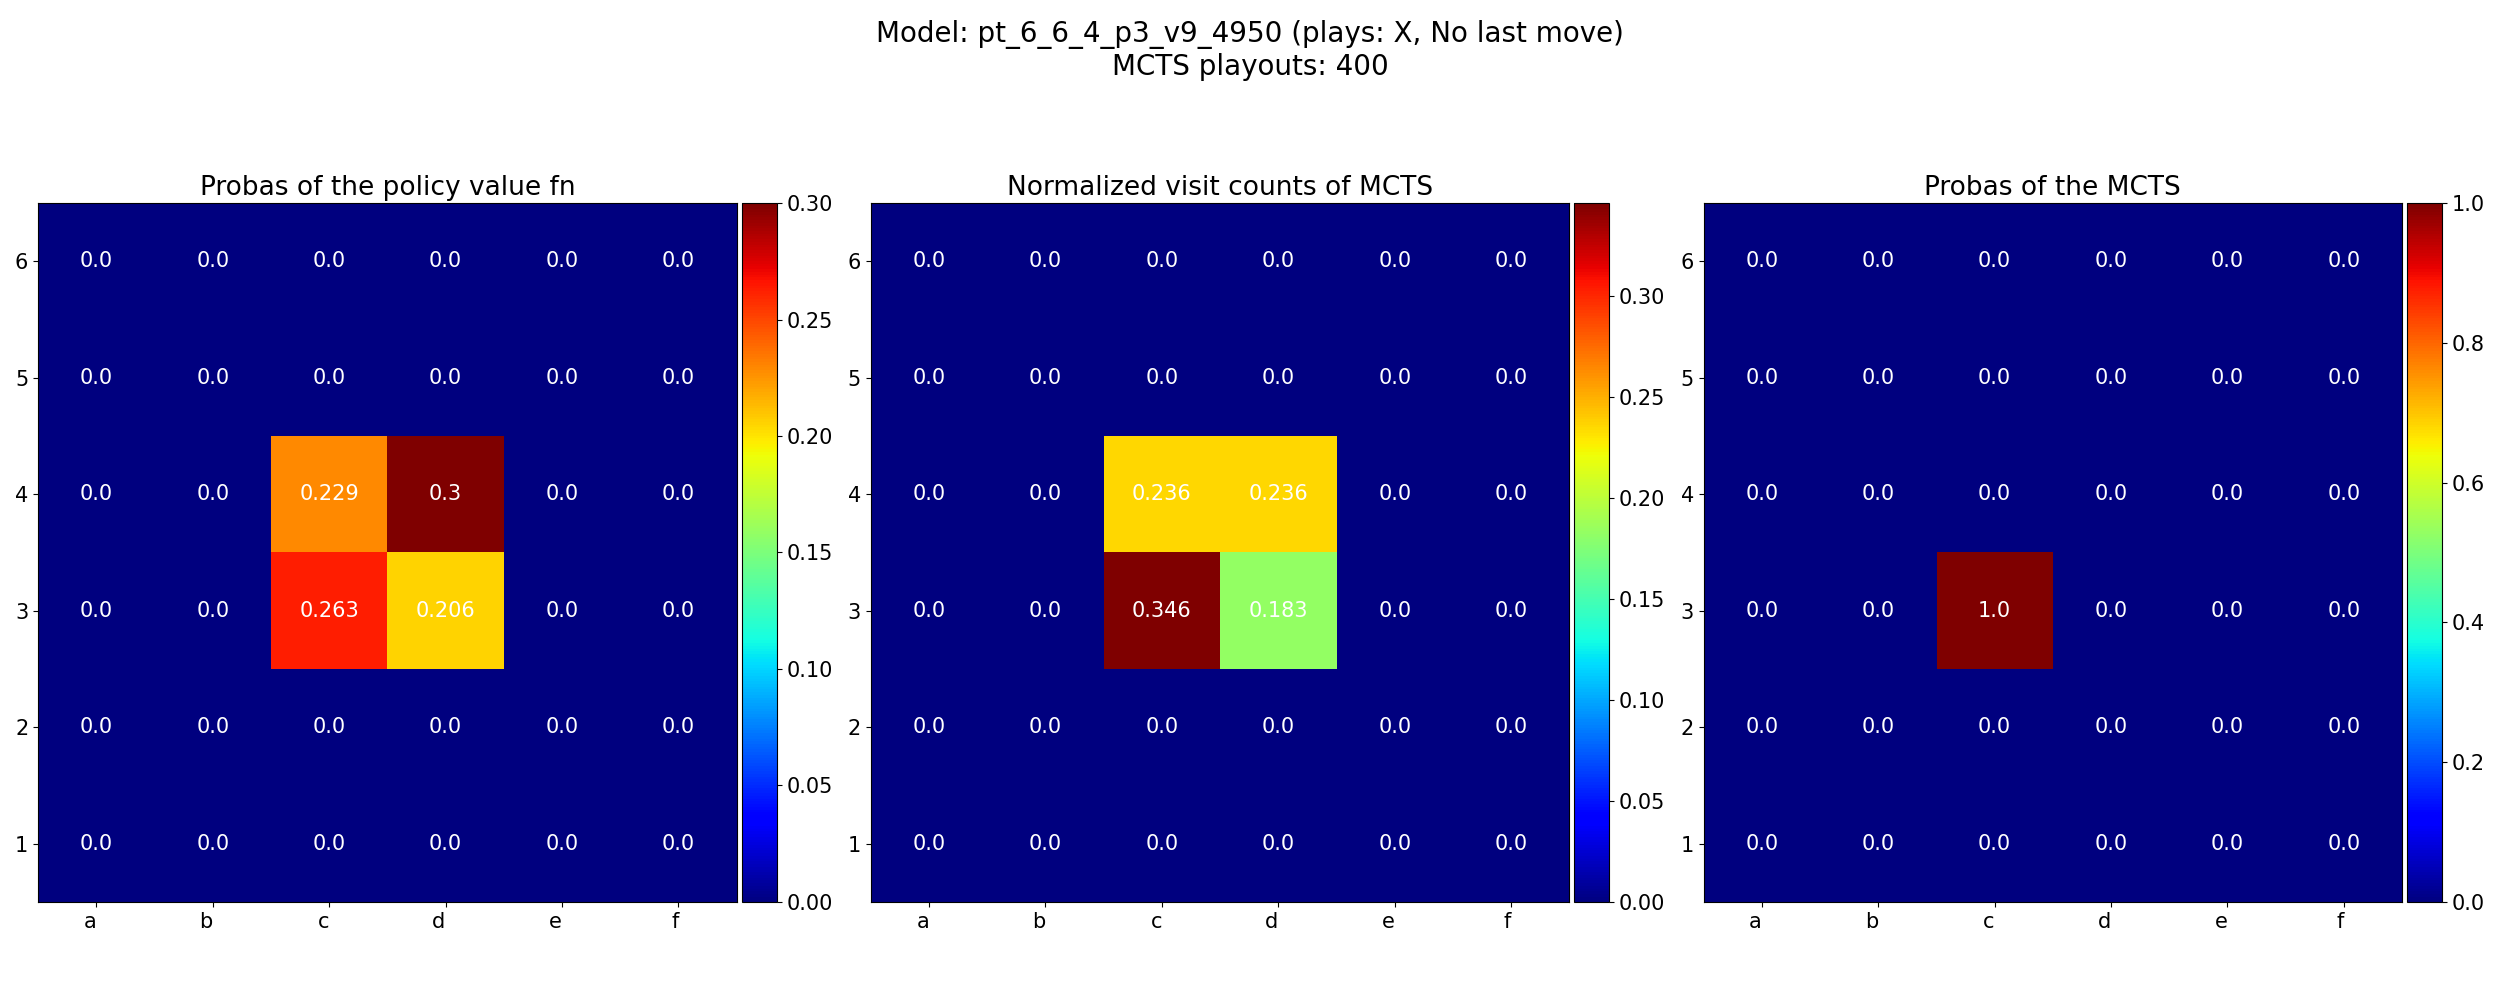 Model: pt_6_6_4_p3_v9_4950 (plays: X, No last move)
MCTS playouts: 400
Probas of the policy value fn
6 0.0 0.0 0.0 0.0 0.0 0.0
5 0.0 0.0 0.0 0.0 0.0 0.0
4 0.0 0.0 0.229 0.3 0.0 0.0
3 0.0 0.0 0.263 0.206 0.0 0.0
2 0.0 0.0 0.0 0.0 0.0 0.0
1 0.0 0.0 0.0 0.0 0.0 0.0
a b c d e f
0.30
0.25
0.20
0.15
0.10
0.05
0.00
Normalized visit counts of MCTS
6 0.0 0.0 0.0 0.0 0.0 0.0
5 0.0 0.0 0.0 0.0 0.0 0.0
4 0.0 0.0 0.236 0.236 0.0 0.0
3 0.0 0.0 0.346 0.183 0.0 0.0
2 0.0 0.0 0.0 0.0 0.0 0.0
1 0.0 0.0 0.0 0.0 0.0 0.0
a b c d e f
0.30
0.25
0.20
0.15
0.10
0.05
0.00
Probas of the MCTS
6 0.0 0.0 0.0 0.0 0.0 0.0
5 0.0 0.0 0.0 0.0 0.0 0.0
4 0.0 0.0 0.0 0.0 0.0 0.0
3 0.0 0.0 1.0 0.0 0.0 0.0
2 0.0 0.0 0.0 0.0 0.0 0.0
1 0.0 0.0 0.0 0.0 0.0 0.0
a b c d e f
1.0
0.8
0.6
0.4
0.2
0.0